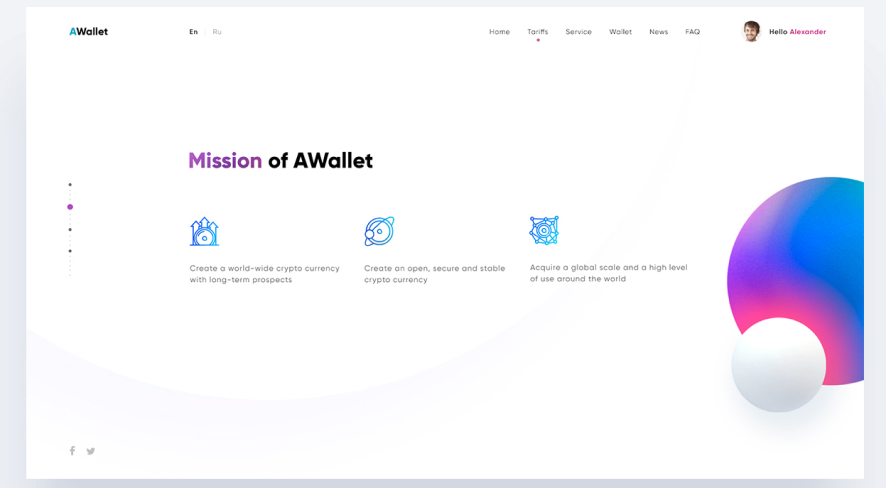 AWallet
En | Ru
Home Tariffs Service Wallet News FAQ
Hello Alexander
Mission of AWallet
Create a world-wide crypto currency
with long-term prospects
Create an open, secure and stable
crypto currency
Acquire a global scale and a high level
of use around the world